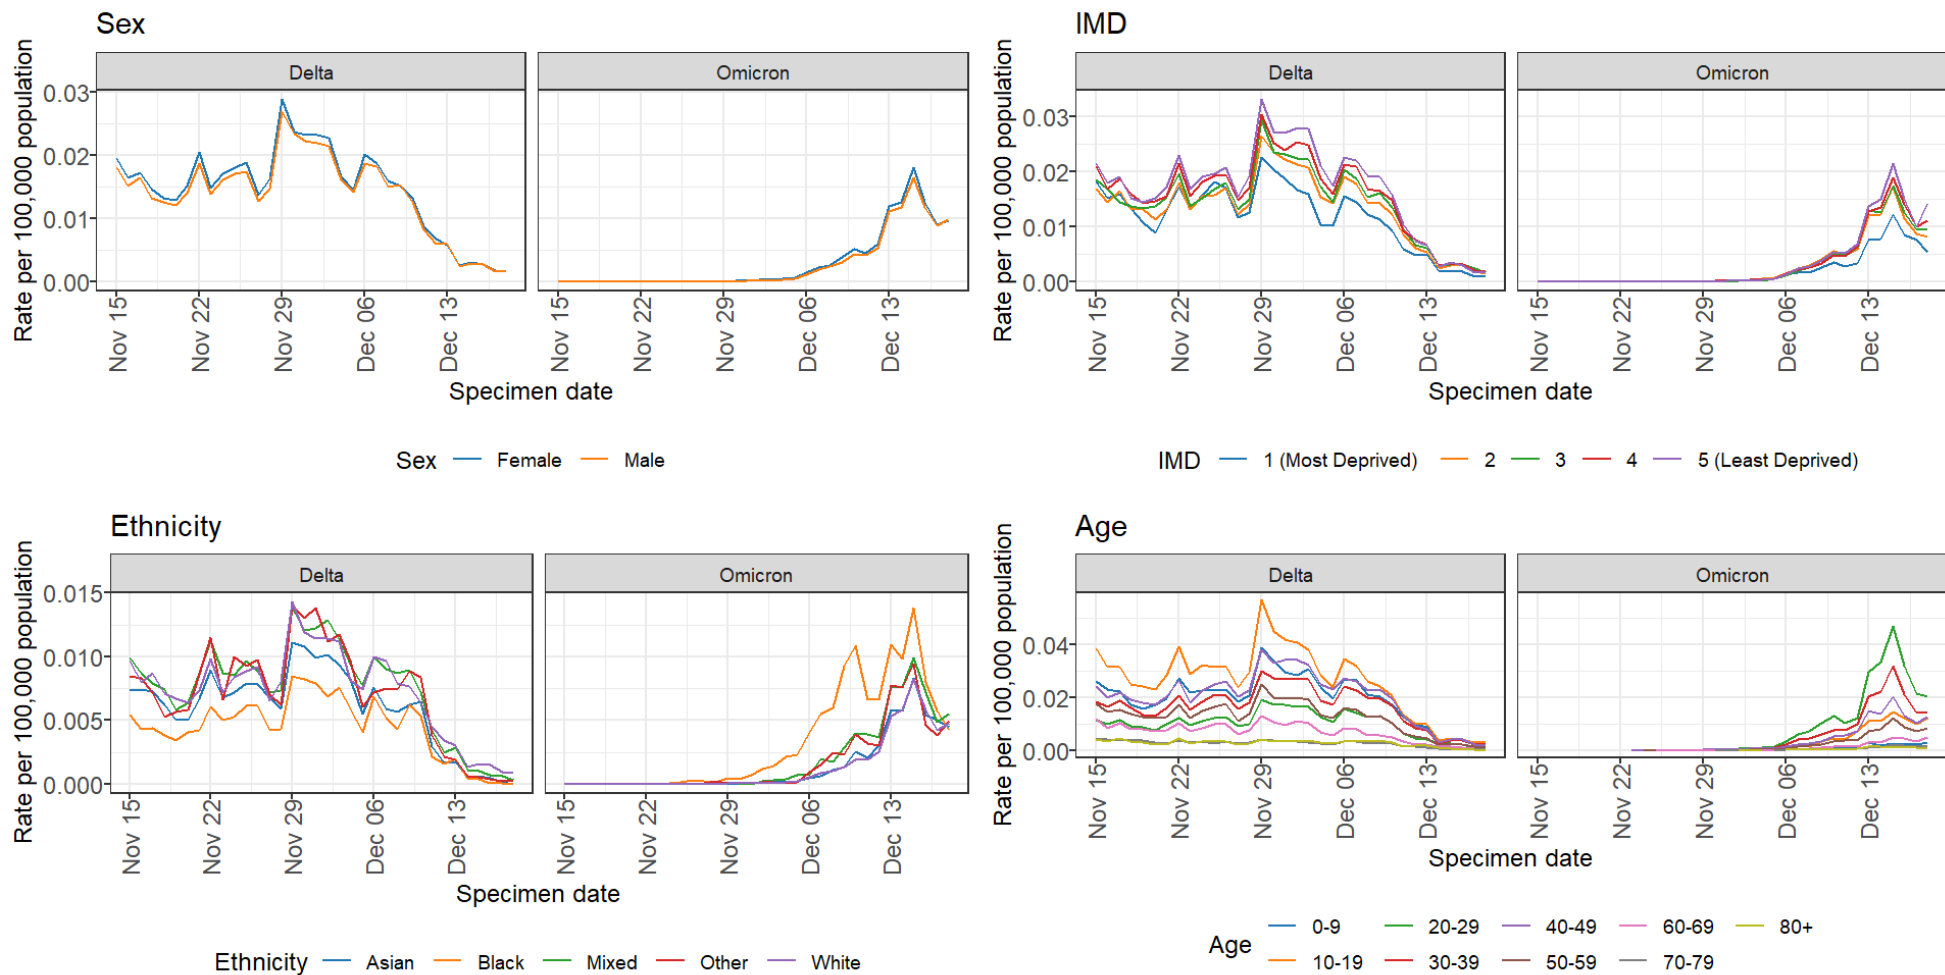 Sex
Rate per 100,000 population
Delta
Omicron
0.03
0.02
0.01
0.00
Nov 15
Nov 22
Nov 29
Dec 06
Dec 13
Nov 15
Nov 22
Nov 29
Dec 06
Dec 13
Specimen date
Sex Female Male
IMD
Rate per 100,000 population
Delta
Omicron
0.03
0.02
0.01
0.00
Nov 15
Nov 22
Nov 29
Dec 06
Dec 13
Nov 15
Nov 22
Nov 29
Dec 06
Dec 13
Specimen date
IMD 1 (Most Deprived) 2 3 4 5 (Least Deprived)
Ethnicity
Rate per 100,000 population
Delta
Omicron
0.015
0.010
0.005
0.000
Nov 15
Nov 22
Nov 29
Dec 06
Dec 13
Nov 15
Nov 22
Nov 29
Dec 06
Dec 13
Specimen date
Ethnicity Asian Black Mixed Other White
Age
Rate per 100,000 population
Delta
Omicron
0.04
0.02
0.00
Nov 15
Nov 22
Nov 29
Dec 06
Dec 13
Nov 15
Nov 22
Nov 29
Dec 06
Dec 13
Specimen date
Age
0-9 20-29 40-49 60-69 80+
10-19 30-39 50-59 70-79